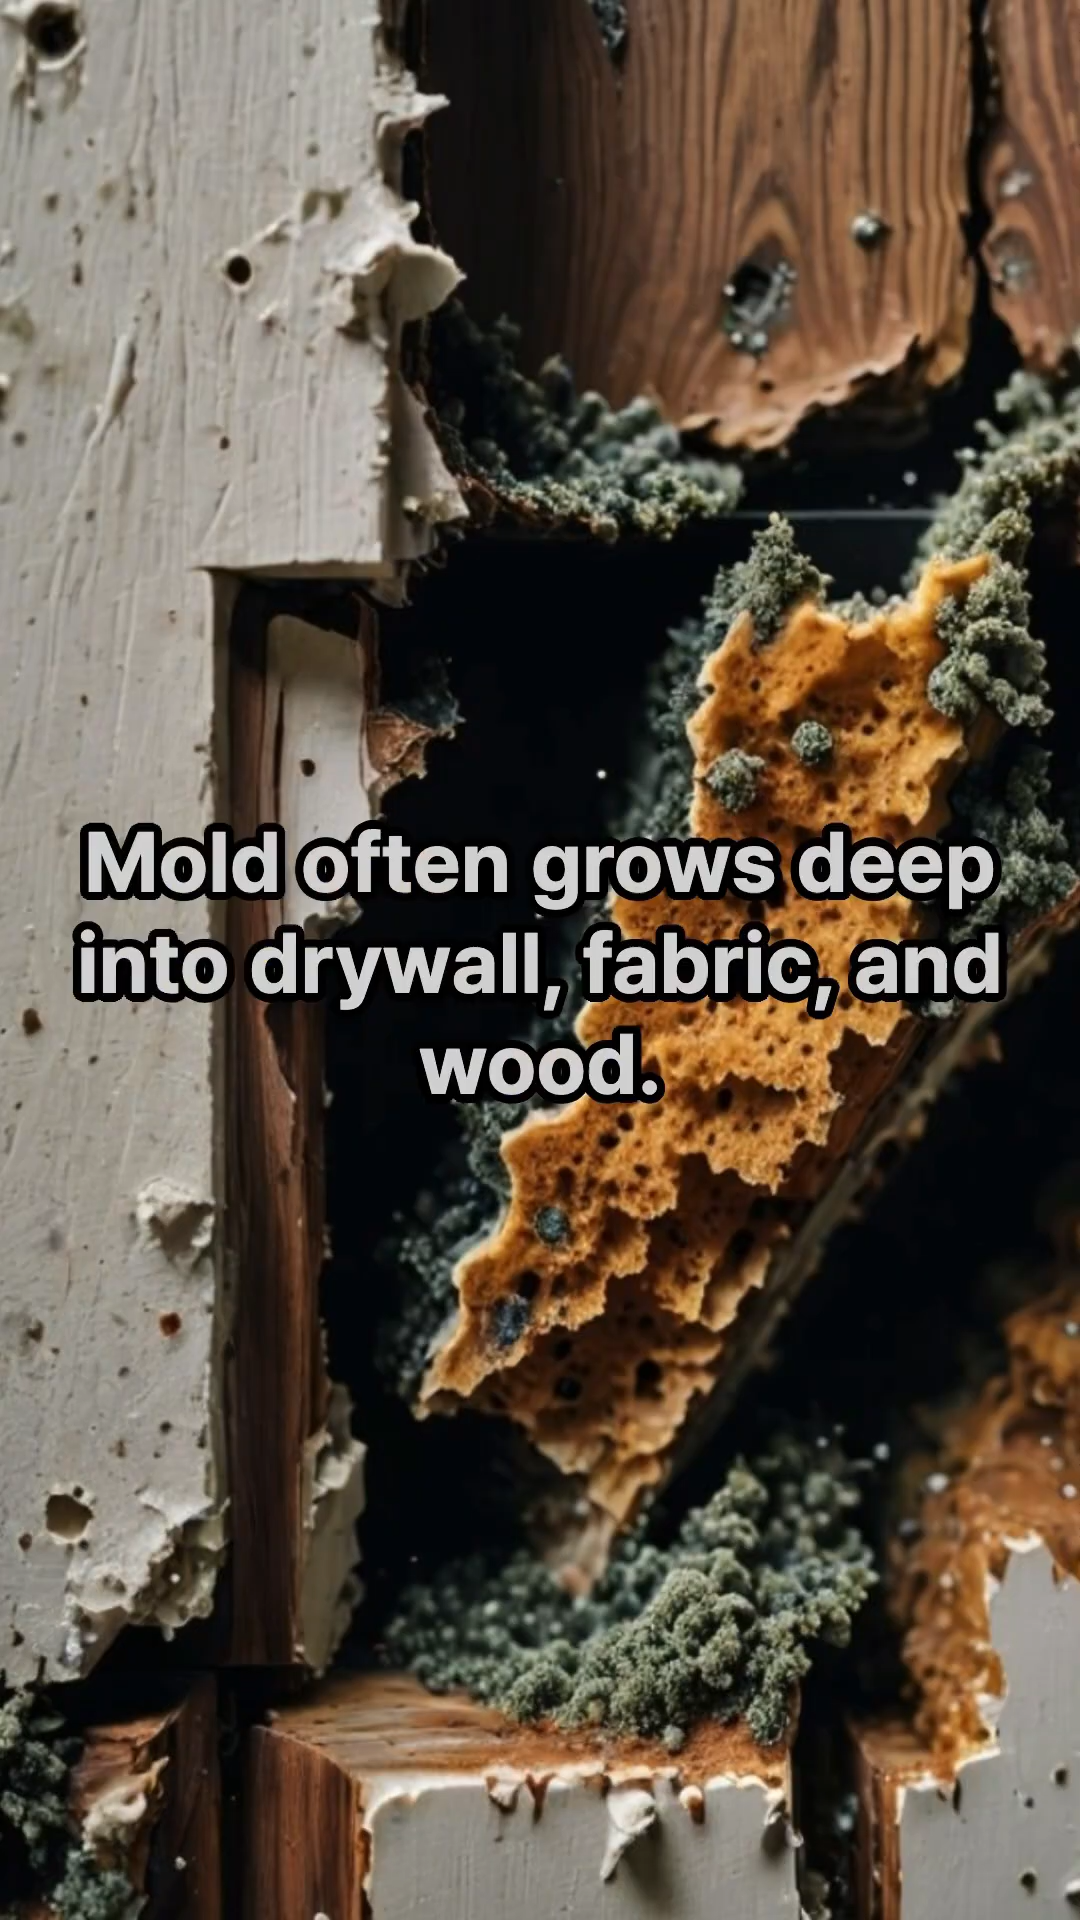 Mold often grows deep
into drywall, fabric, and
wood.